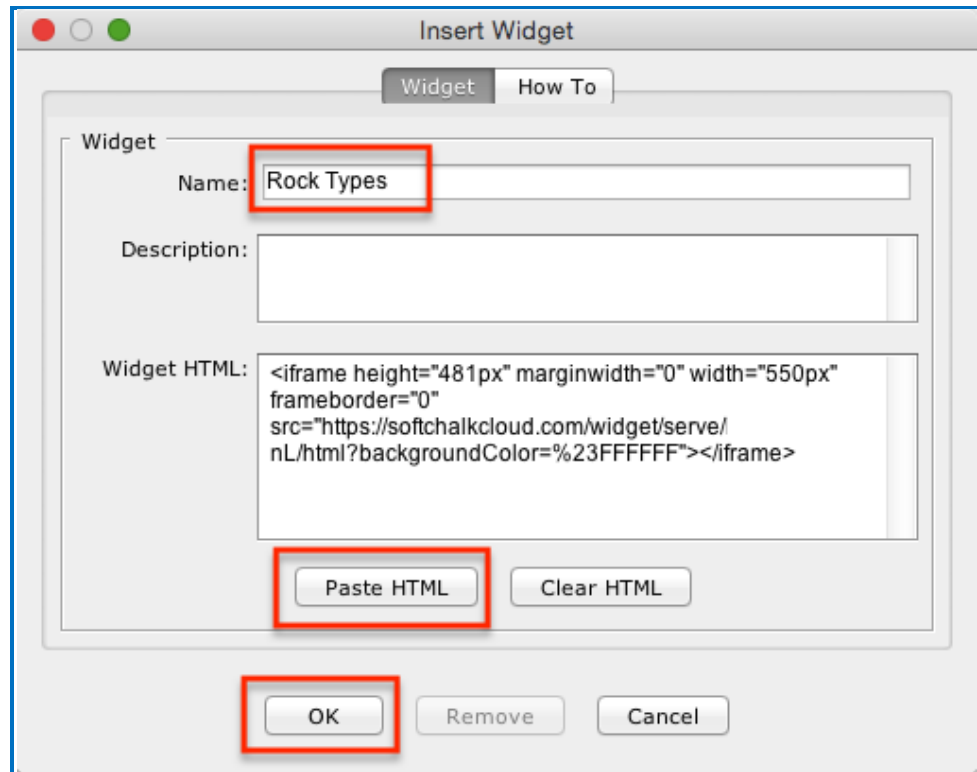 Insert Widget
Widget How To
Widget
Name: Rock Types
Description:
Widget HTML: <iframe height="481px" marginwidth="0" width="550px"
frameborder="0"
src="https://softchalkcloud.com/widget/serve/
nL/html?backgroundColor=%23FFFFFF"></iframe>
Paste HTML Clear HTML
OK Remove Cancel